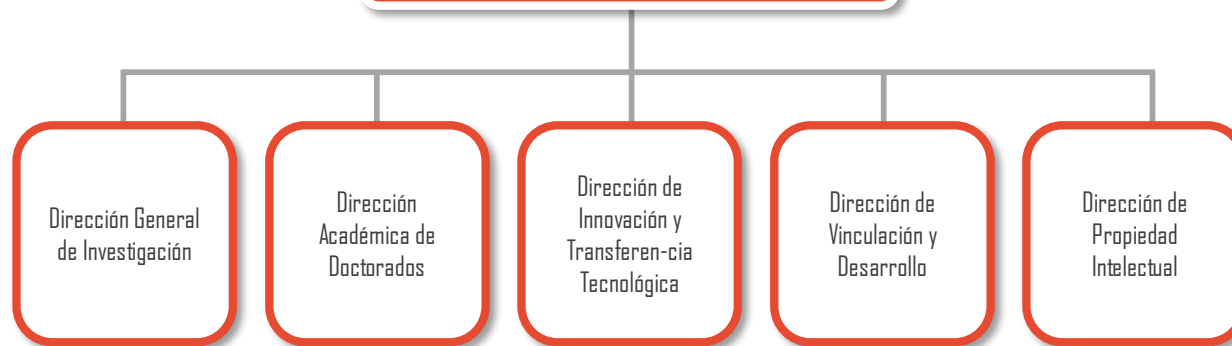 Dirección General
de Investigación
Dirección
Académica de
Doctorados
Dirección de
Innovación y
Transferen-cia
Tecnológica
Dirección de
Vinculación y
Desarrollo
Dirección de
Propiedad
Intelectual